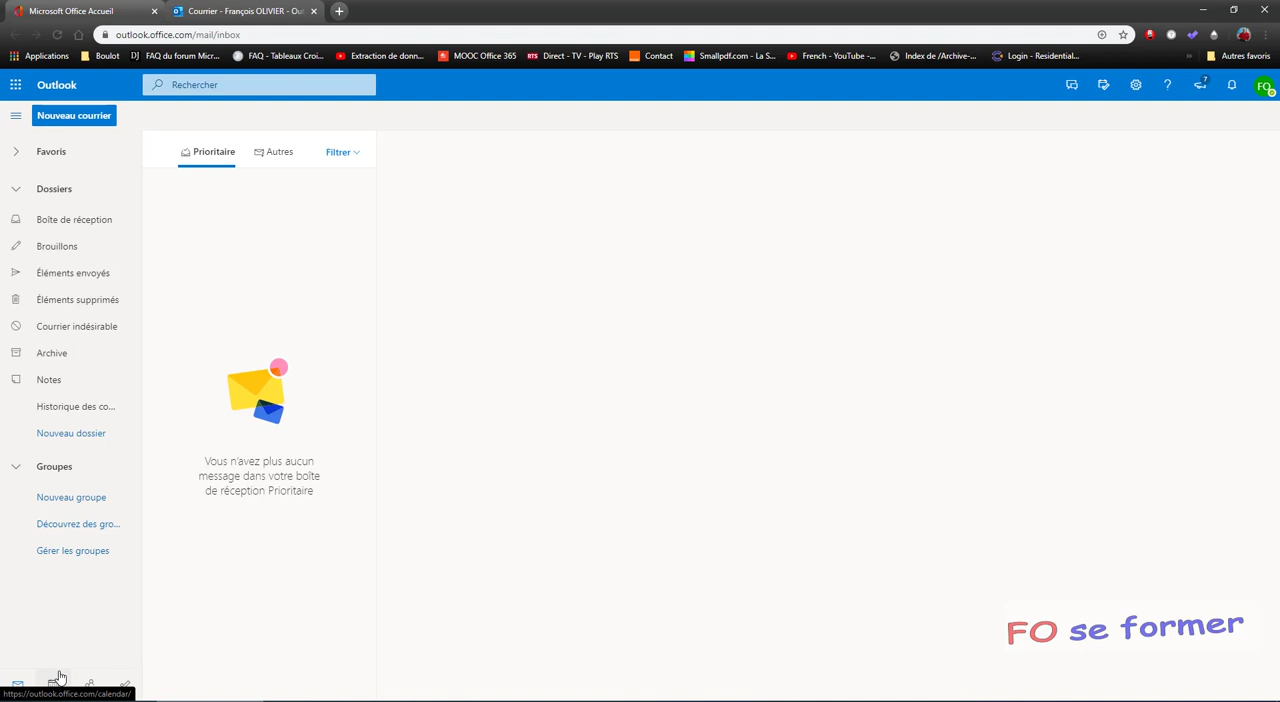 Microsoft Office Accueil
Courrier - François OLIVIER - Out
outlook.office.com/mail/inbox
Applications
Boulot
FAQ du forum Micr...
FAQ - Tableaux Croi...
Extraction de donn...
MOOC Office 365
RTS Direct - TV - Play RTS
Contact
Smallpdf.com - La S...
French - YouTube -...
Index de /Archive-...
Login - Residential...
»
Autres favoris
Outlook
Rechercher
7
FO
Nouveau courrier
Favoris
Prioritaire
Autres
Filtrer
Dossiers
Boîte de réception
Brouillons
Éléments envoyés
Éléments supprimés
Courrier indésirable
Archive
Notes
Historique des co...
Nouveau dossier
Groupes
Nouveau groupe
Découvrez des gro...
Gérer les groupes
Vous n'avez plus aucun
message dans votre boîte
de réception Prioritaire
FO se former
https://outlook.office.com/calendar/